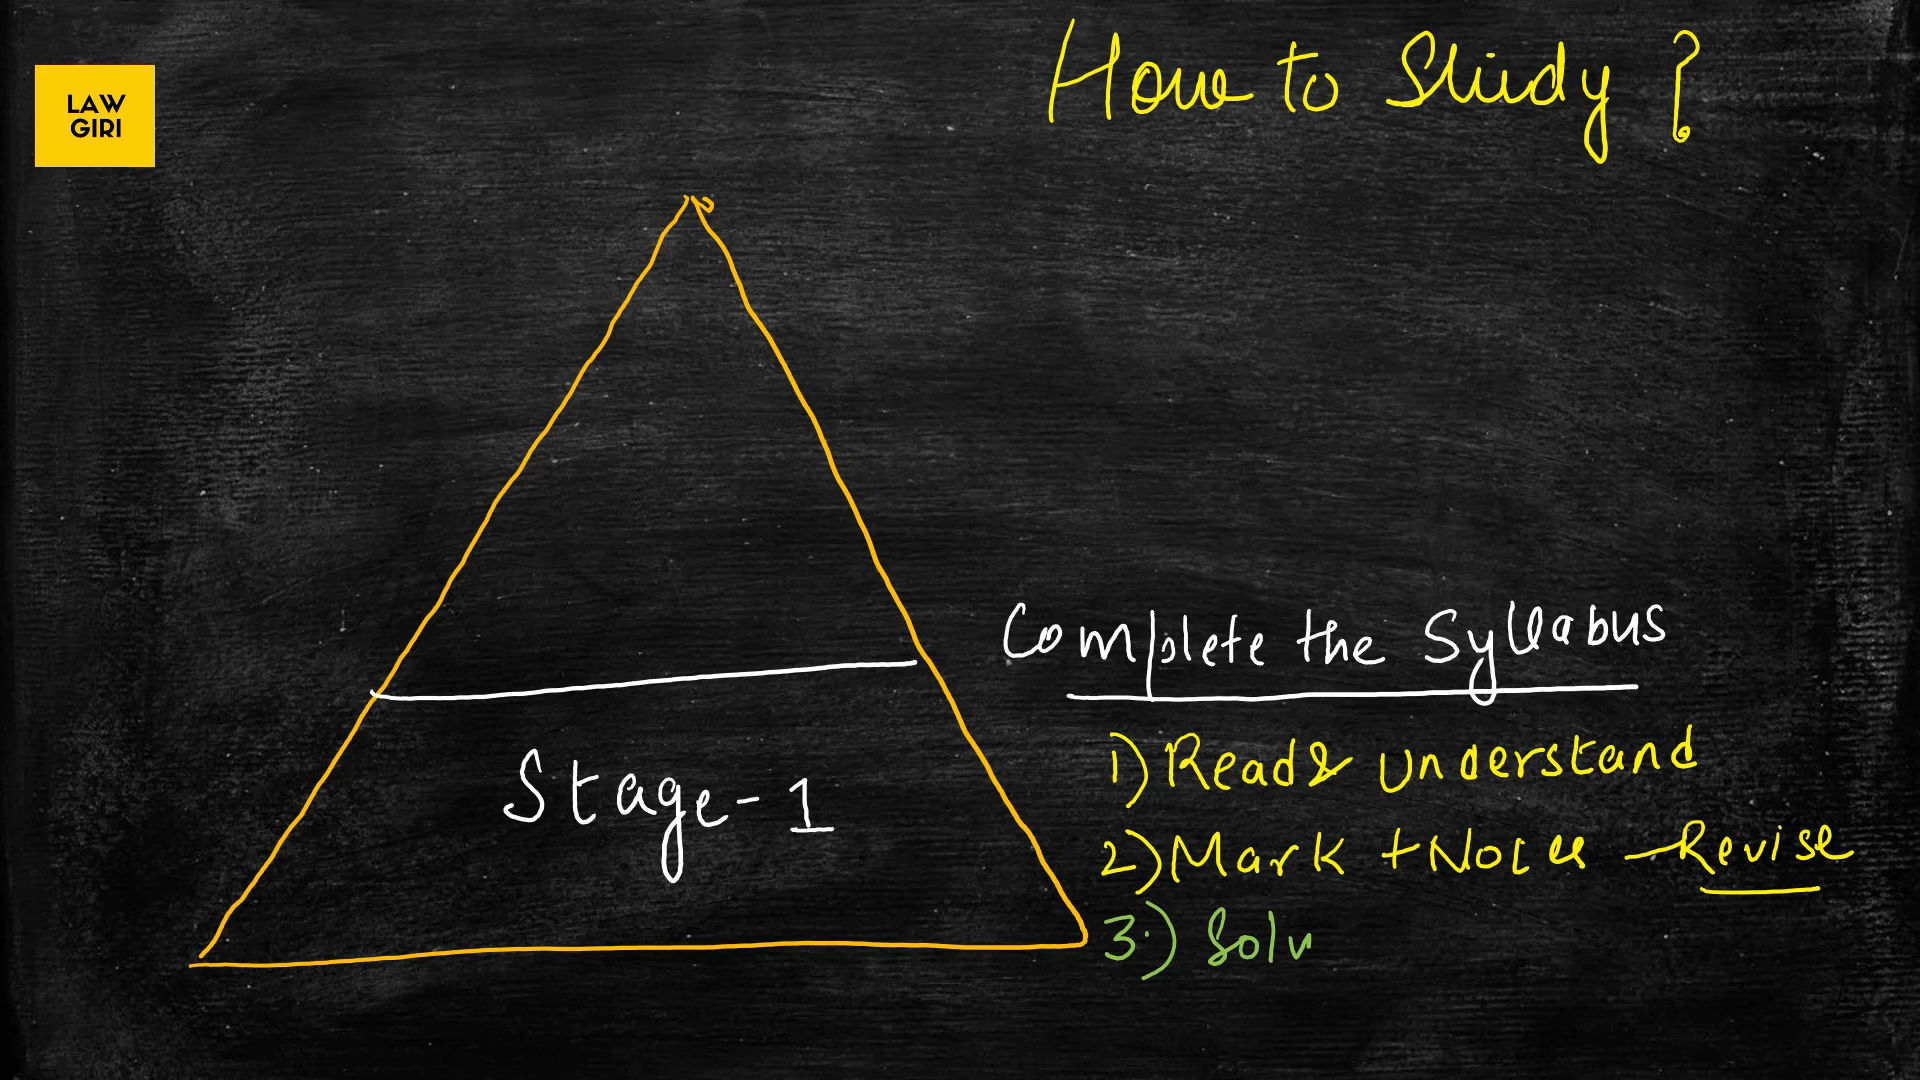 LAW
GIRI
How to Study ?
Complete the Syllabus
Stage-1
1) Read & understand
2) Mark + Notes - Revise
3.) Solv